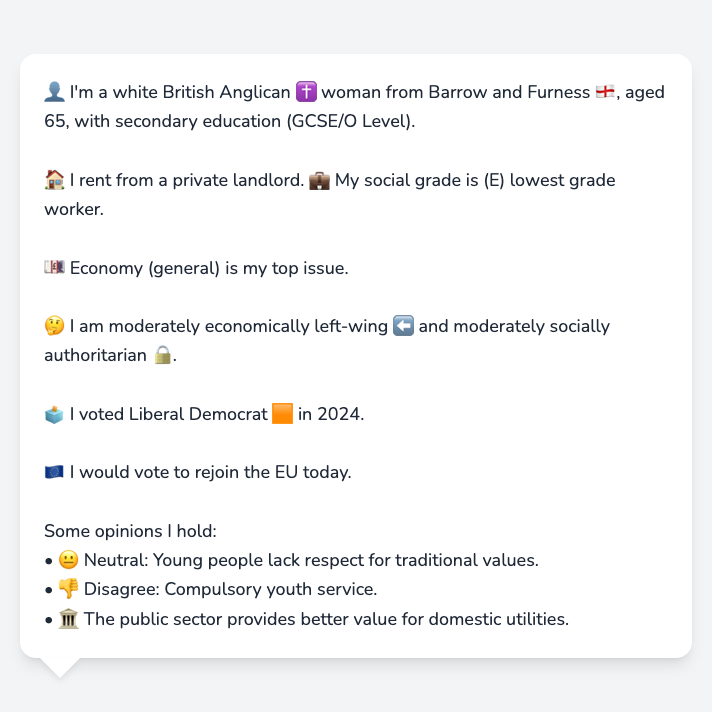 👤 I'm a white British Anglican ✝️ woman from Barrow and Furness 🏴󠁧󠁢󠁥󠁮󠁧󠁿, aged
65, with secondary education (GCSE/O Level).
🏠 I rent from a private landlord. 💼 My social grade is (E) lowest grade
worker.
💷 Economy (general) is my top issue.
🤔 I am moderately economically left-wing ⬅️ and moderately socially
authoritarian 🔒.
🗳️ I voted Liberal Democrat 🟧 in 2024.
🇪🇺 I would vote to rejoin the EU today.
Some opinions I hold:
• 😐 Neutral: Young people lack respect for traditional values.
• 👎 Disagree: Compulsory youth service.
• 🏛️ The public sector provides better value for domestic utilities.